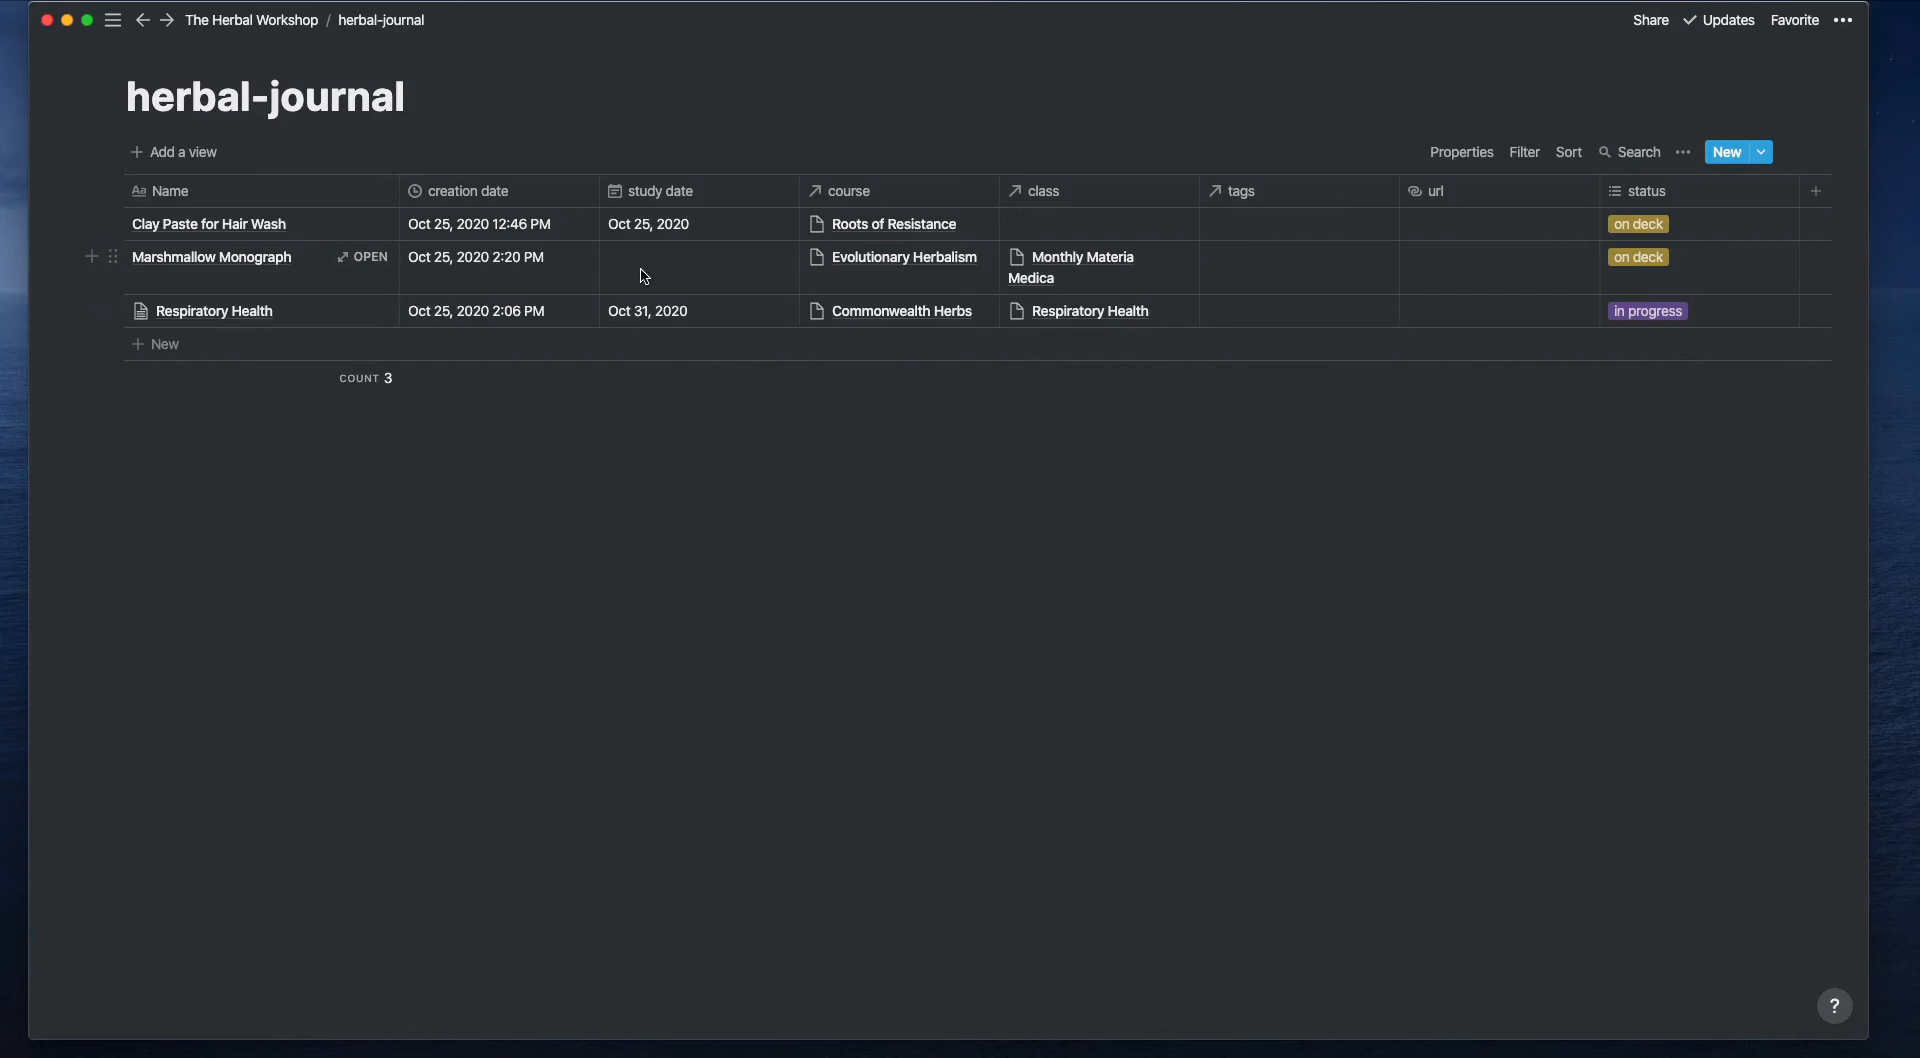 The Herbal Workshop / herbal-journal
Share Updates Favorite
herbal-journal
Add a view
Properties Filter Sort Search New
Aa Name creation date study date course class tags url status
Clay Paste for Hair Wash Oct 25, 2020 12:46 PM Oct 25, 2020 Roots of Resistance on deck
Marshmallow Monograph OPEN Oct 25, 2020 2:20 PM Evolutionary Herbalism Monthly Materia on deck
Medica
Respiratory Health Oct 25, 2020 2:06 PM Oct 31, 2020 Commonwealth Herbs Respiratory Health in progress
New
COUNT 3
?